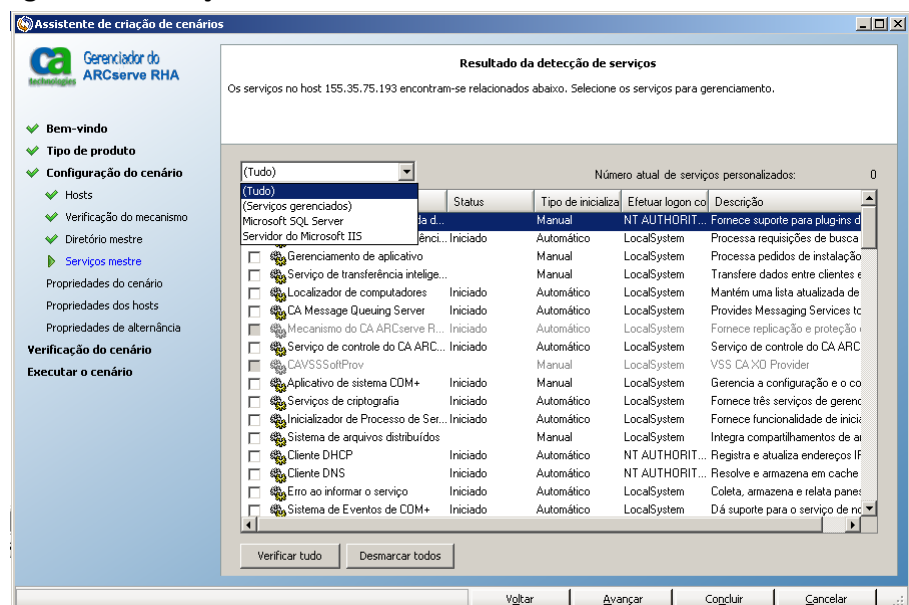 Assistente de criação de cenários
ca technologies
Gerenciador do
ARCserve RHA
Bem-vindo
Tipo de produto
Configuração do cenário
Hosts
Verificação do mecanismo
Diretório mestre
Serviços mestre
Propriedades do cenário
Propriedades dos hosts
Propriedades de alternância
Verificação do cenário
Executar o cenário
Resultado da detecção de serviços
Os serviços no host 155.35.75.193 encontram-se relacionados abaixo. Selecione os serviços para gerenciamento.
(Tudo) Número atual de serviços personalizados: 0
(Tudo)
(Serviços gerenciados)
Microsoft SQL Server
Servidor do Microsoft IIS
Status Tipo de inicializa Efetuar logon co Descrição
da d... Manual NT AUTHORIT... Fornece suporte para plug-ins d
ênci... Iniciado Automático LocalSystem Processa requisições de busca
Gerenciamento de aplicativo Manual LocalSystem Processa pedidos de instalação
Serviço de transferência intelige... Manual LocalSystem Transfere dados entre clientes e
Localizador de computadores Iniciado Automático LocalSystem Mantém uma lista atualizada de
CA Message Queuing Server Iniciado Automático LocalSystem Provides Messaging Services to
Mecanismo do CA ARCserve R... Iniciado Automático LocalSystem Fornece replicação e proteção
Serviço de controle do CA ARC... Iniciado Automático LocalSystem Serviço de controle do CA ARC
CAVSSSoftProv Manual LocalSystem VSS CA XO Provider
Aplicativo de sistema COM+ Iniciado Manual LocalSystem Gerencia a configuração e o co
Serviços de criptografia Iniciado Automático LocalSystem Fornece três serviços de gerenc
Inicializador de Processo de Ser... Iniciado Automático LocalSystem Fornece funcionalidade de inicia
Sistema de arquivos distribuídos Manual LocalSystem Integra compartilhamentos de ar
Cliente DHCP Iniciado Automático NT AUTHORIT... Registra e atualiza endereços IF
Cliente DNS Iniciado Automático NT AUTHORIT... Resolve e armazena em cache
Erro ao informar o serviço Iniciado Automático LocalSystem Coleta, armazena e relata panes
Sistema de Eventos de COM+ Iniciado Automático LocalSystem Dá suporte para o serviço de no
Verificar tudo Desmarcar todos
Voltar Avançar Concluir Cancelar